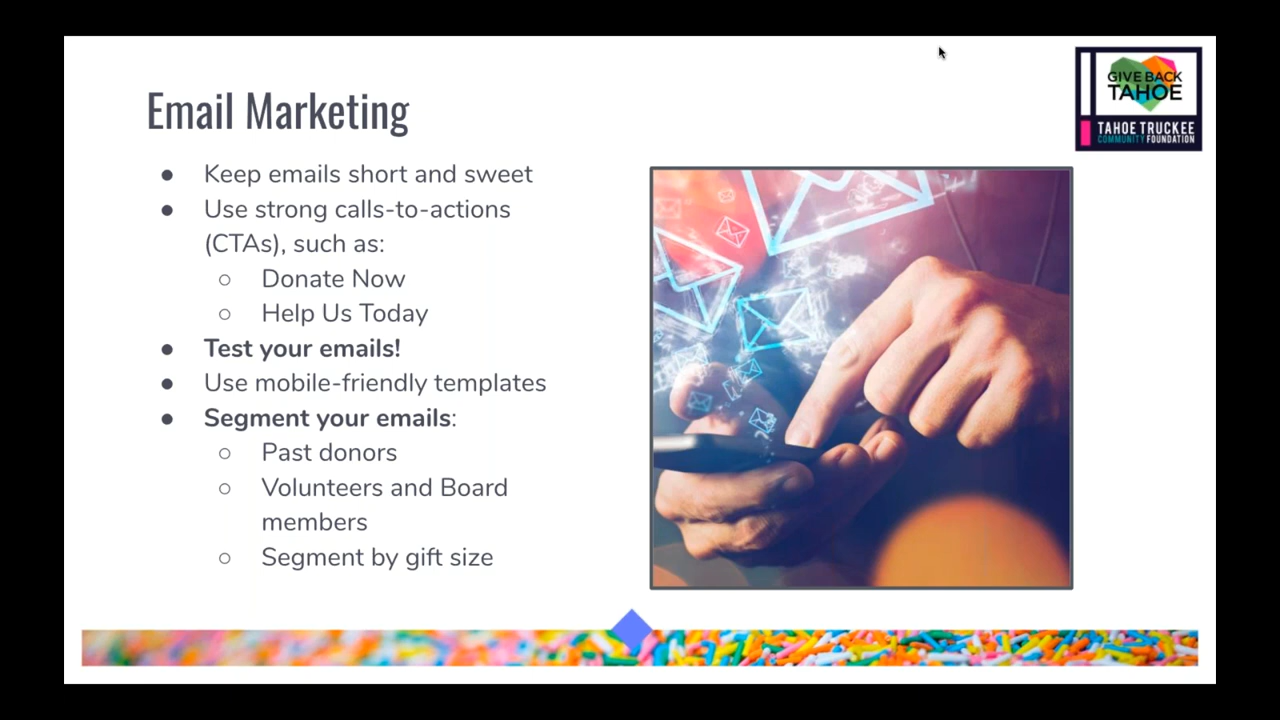 GIVE BACK
TAHOE
TAHOE TRUCKEE
COMMUNITY FOUNDATION
Email Marketing
● Keep emails short and sweet
● Use strong calls-to-actions
(CTAs), such as:
○ Donate Now
○ Help Us Today
● Test your emails!
● Use mobile-friendly templates
● Segment your emails:
○ Past donors
○ Volunteers and Board
members
○ Segment by gift size